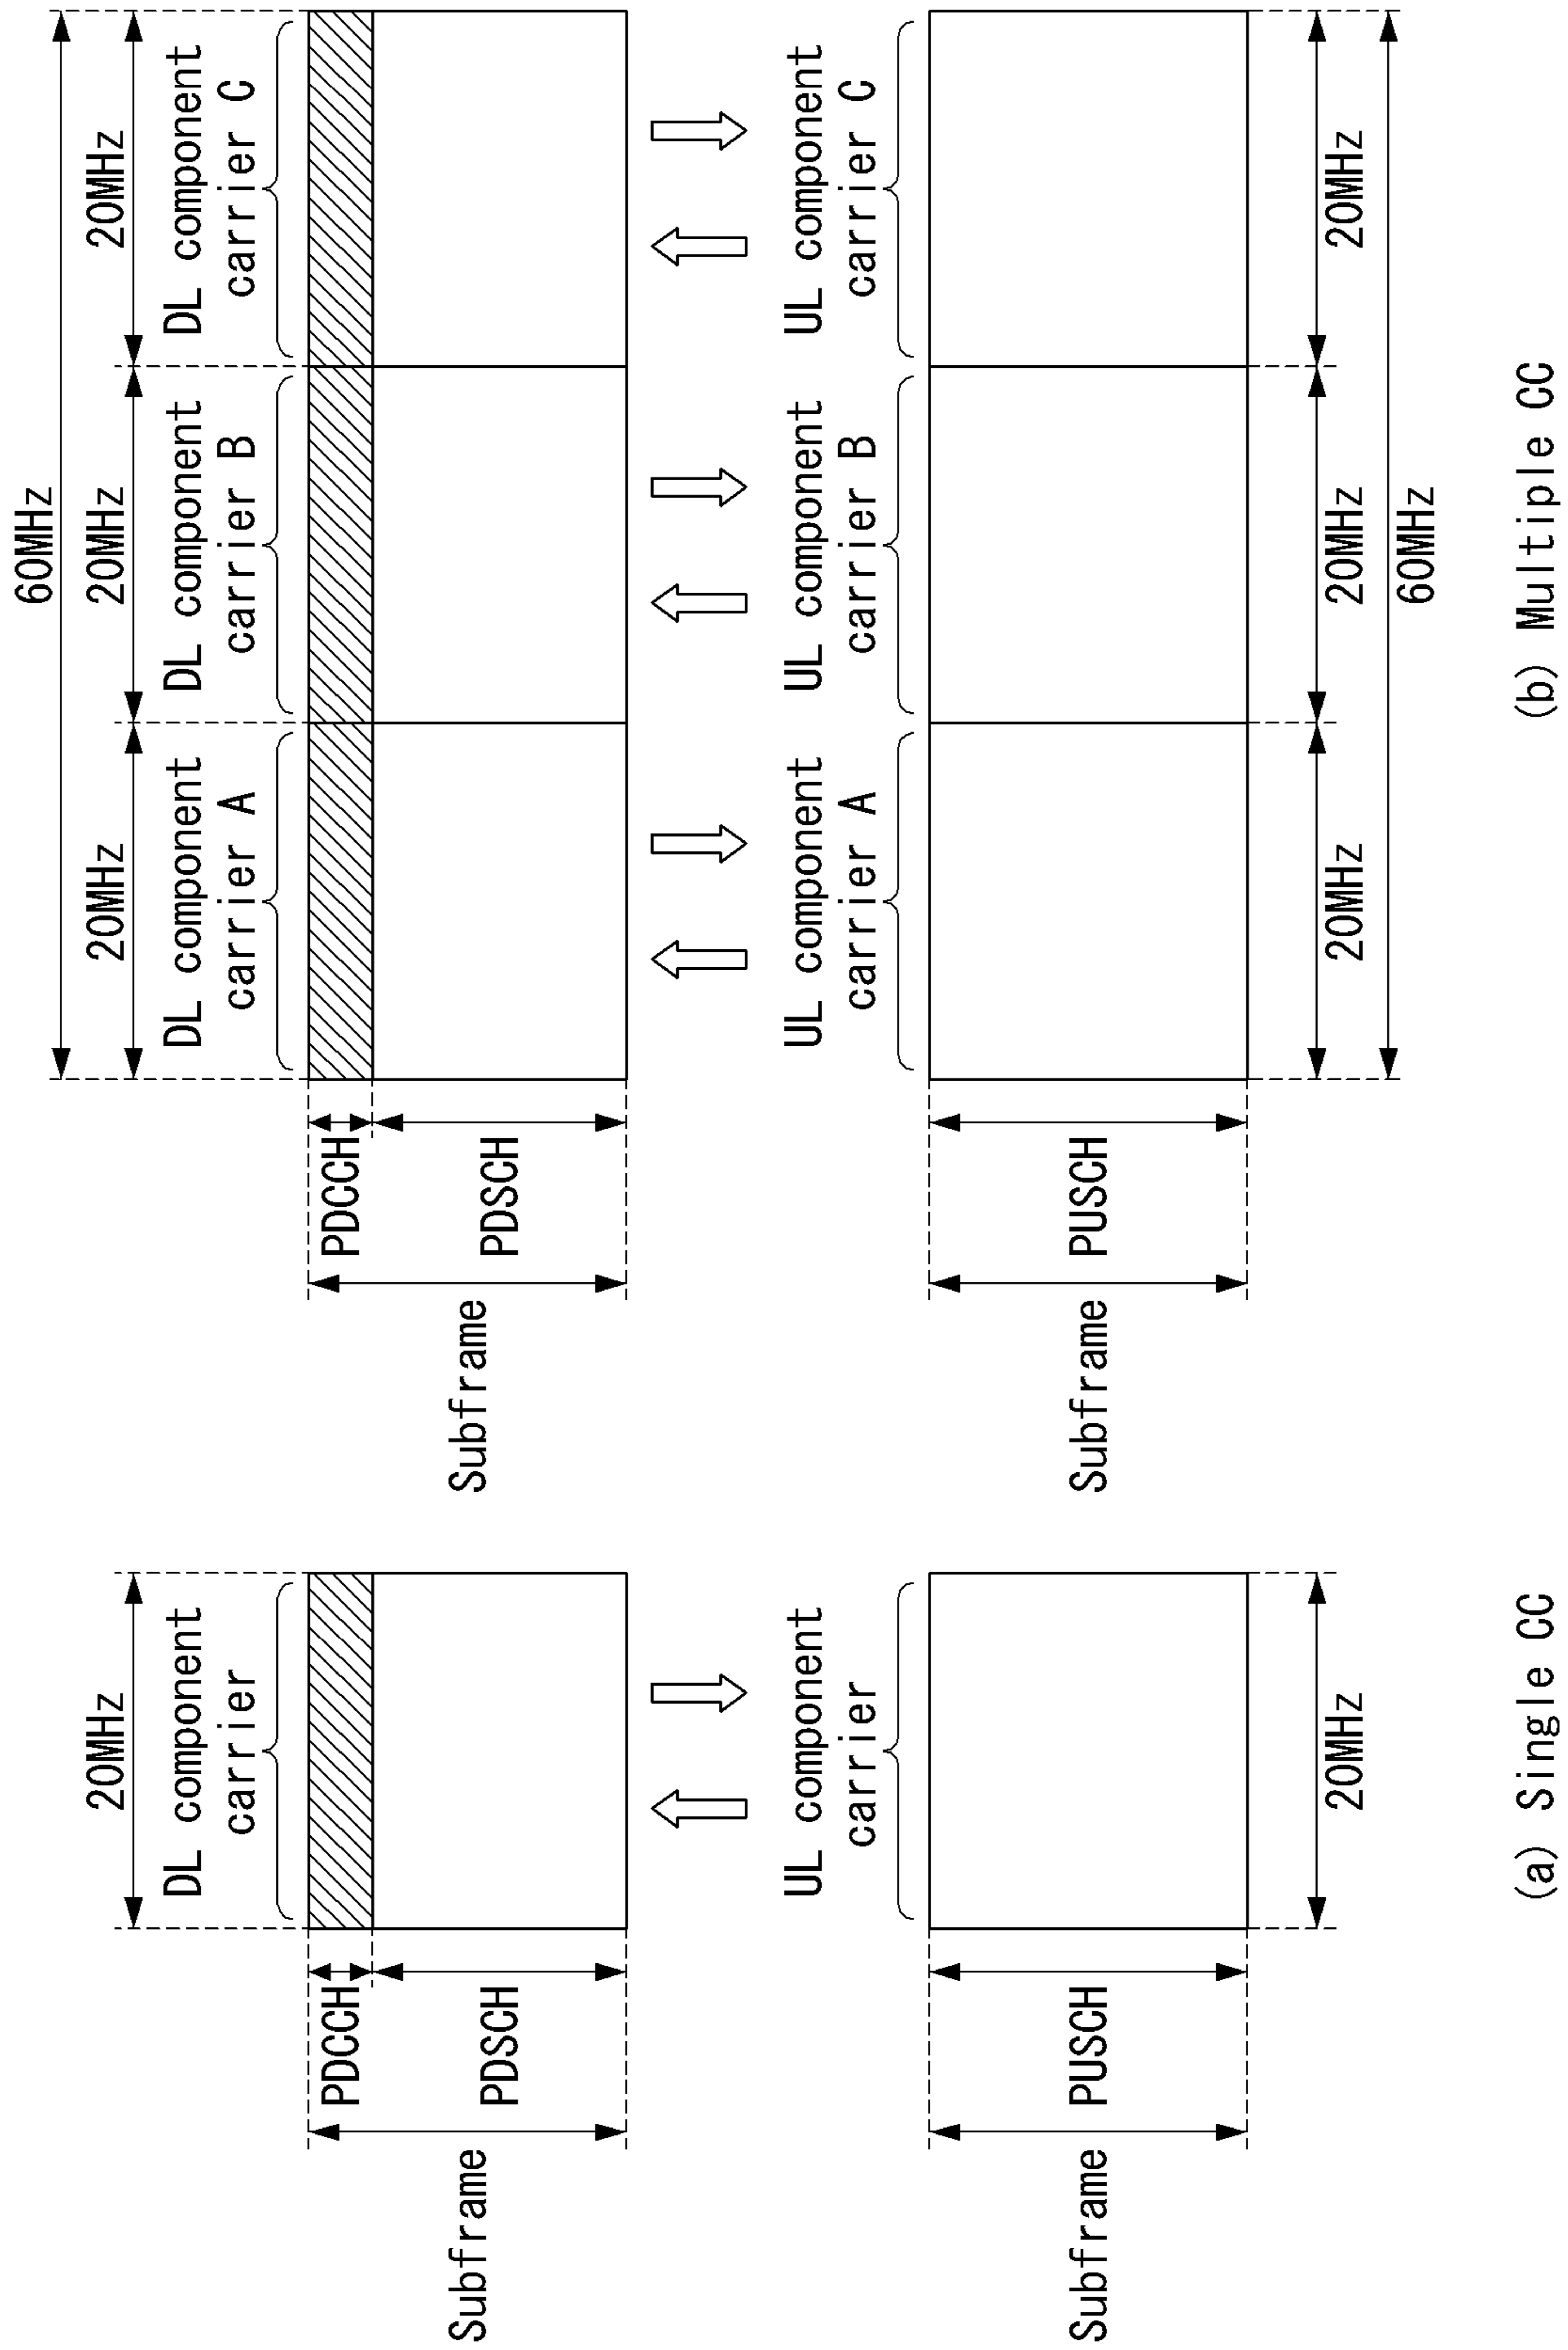 20MHz
DL component
carrier
PDCCH
PDSCH
Subframe
UL component
carrier
PUSCH
Subframe
20MHz
(a) Single CC
60MHz
20MHz
20MHz
20MHz
DL component
carrier A
DL component
carrier B
DL component
carrier C
PDCCH
PDSCH
Subframe
UL component
carrier A
UL component
carrier B
UL component
carrier C
PUSCH
Subframe
20MHz
20MHz
20MHz
60MHz
(b) Multiple CC